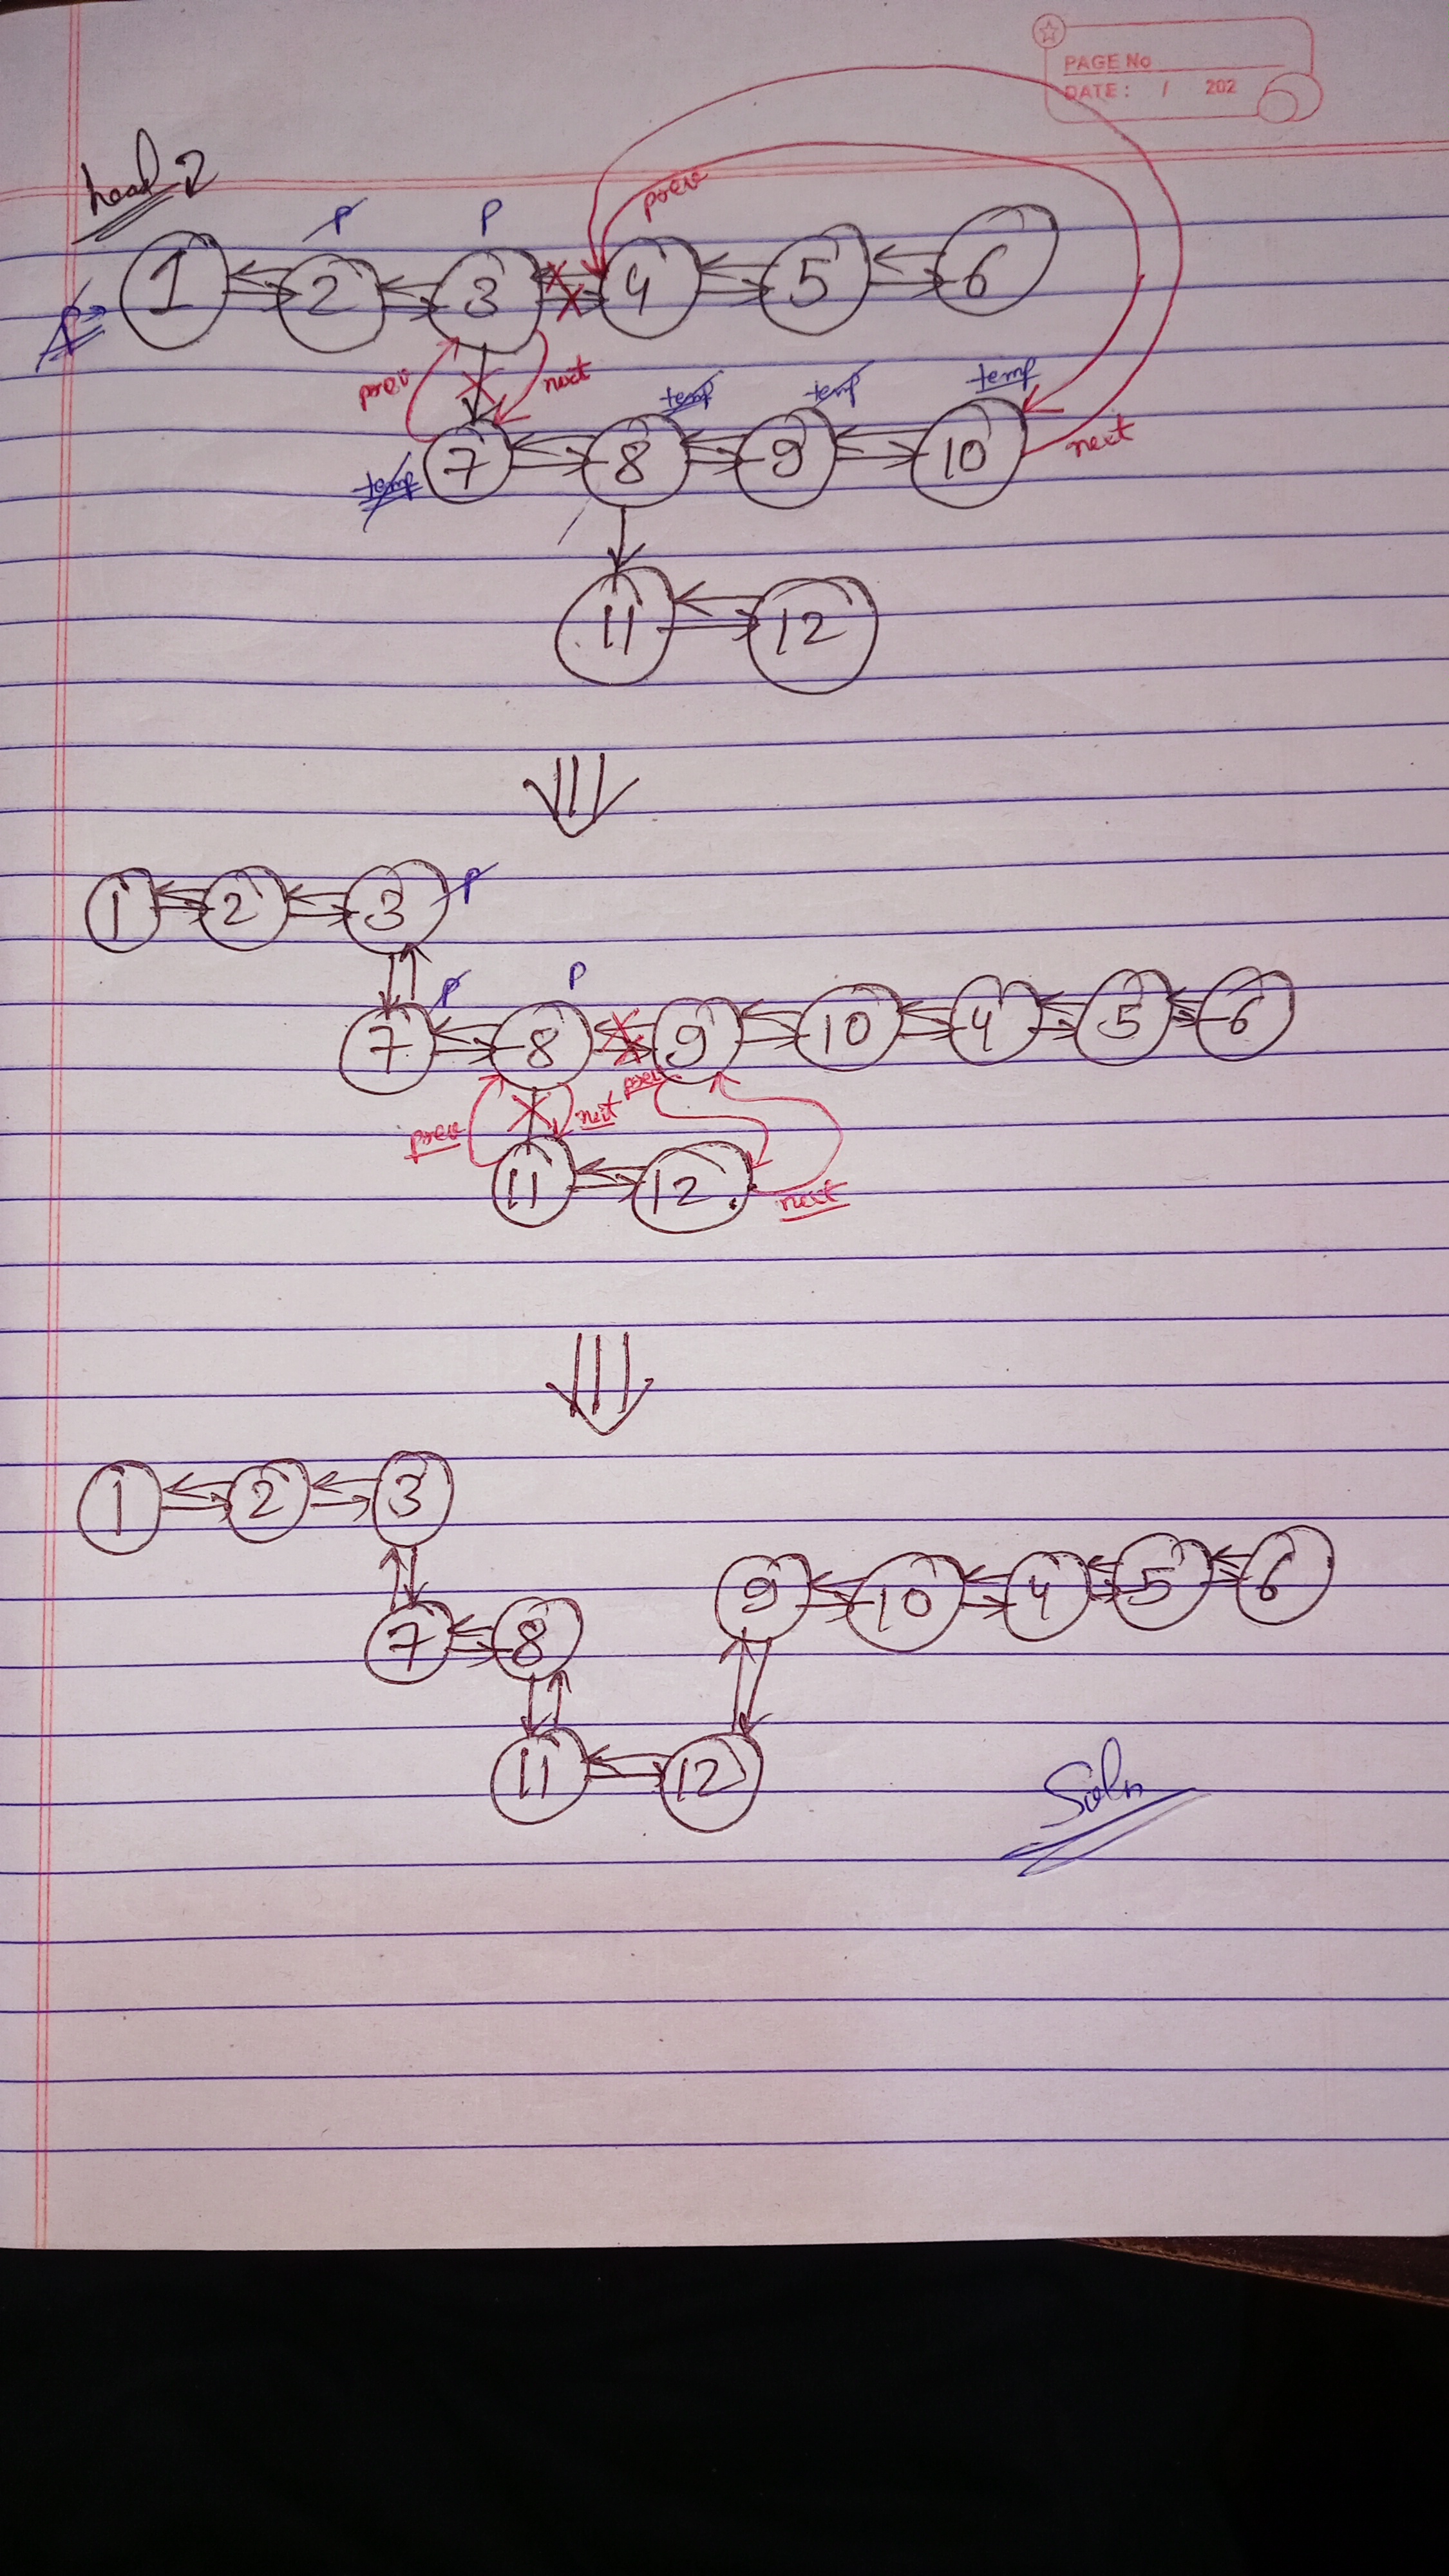 PAGE No
DATE : / 202
head
P P
prev
1 2 3 4 5 6
P
prev next temp temp temp
7 8 9 10 next
temp
11 12
1 2 3 P
P P
7 8 9 10 4 5 6
prev
prev next
11 12 next
1 2 3
9 10 4 5 6
7 8
11 12
Soln